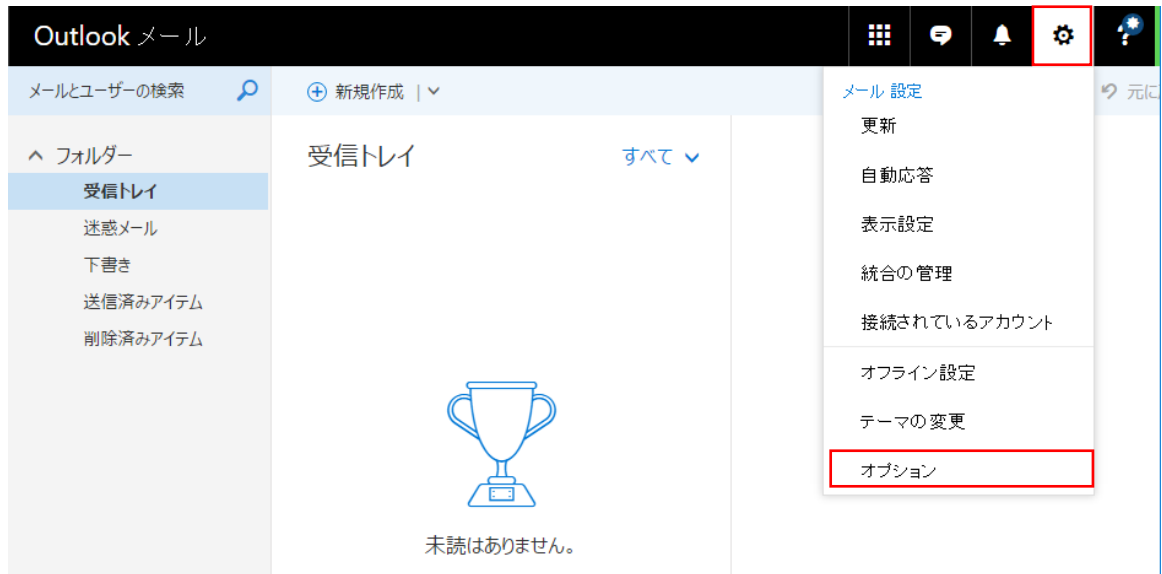 Outlook メール
メールとユーザーの検索
新規作成 |
元に
フォルダー
受信トレイ
迷惑メール
下書き
送信済みアイテム
削除済みアイテム
受信トレイ
すべて
未読はありません。
メール 設定
更新
自動応答
表示設定
統合の管理
接続されているアカウント
オフライン設定
テーマの変更
オプション